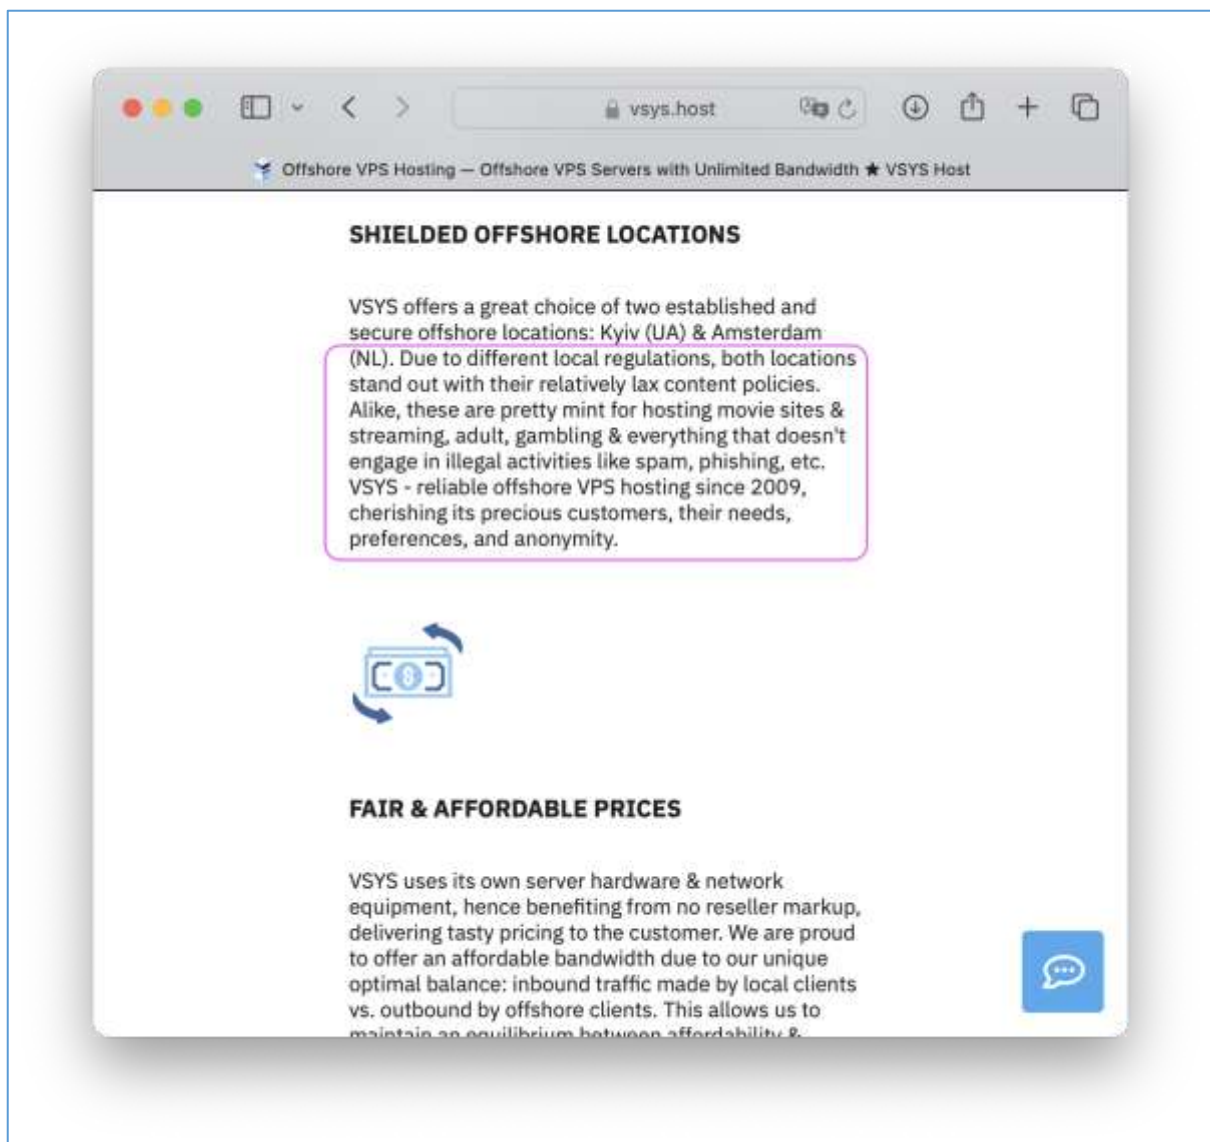 vsys.host
Offshore VPS Hosting — Offshore VPS Servers with Unlimited Bandwidth ★ VSYS Host
SHIELDED OFFSHORE LOCATIONS
VSYS offers a great choice of two established and
secure offshore locations: Kyiv (UA) & Amsterdam
(NL). Due to different local regulations, both locations
stand out with their relatively lax content policies.
Alike, these are pretty mint for hosting movie sites &
streaming, adult, gambling & everything that doesn't
engage in illegal activities like spam, phishing, etc.
VSYS - reliable offshore VPS hosting since 2009,
cherishing its precious customers, their needs,
preferences, and anonymity.
FAIR & AFFORDABLE PRICES
VSYS uses its own server hardware & network
equipment, hence benefiting from no reseller markup,
delivering tasty pricing to the customer. We are proud
to offer an affordable bandwidth due to our unique
optimal balance: inbound traffic made by local clients
vs. outbound by offshore clients. This allows us to
maintain an equilibrium between affordability &